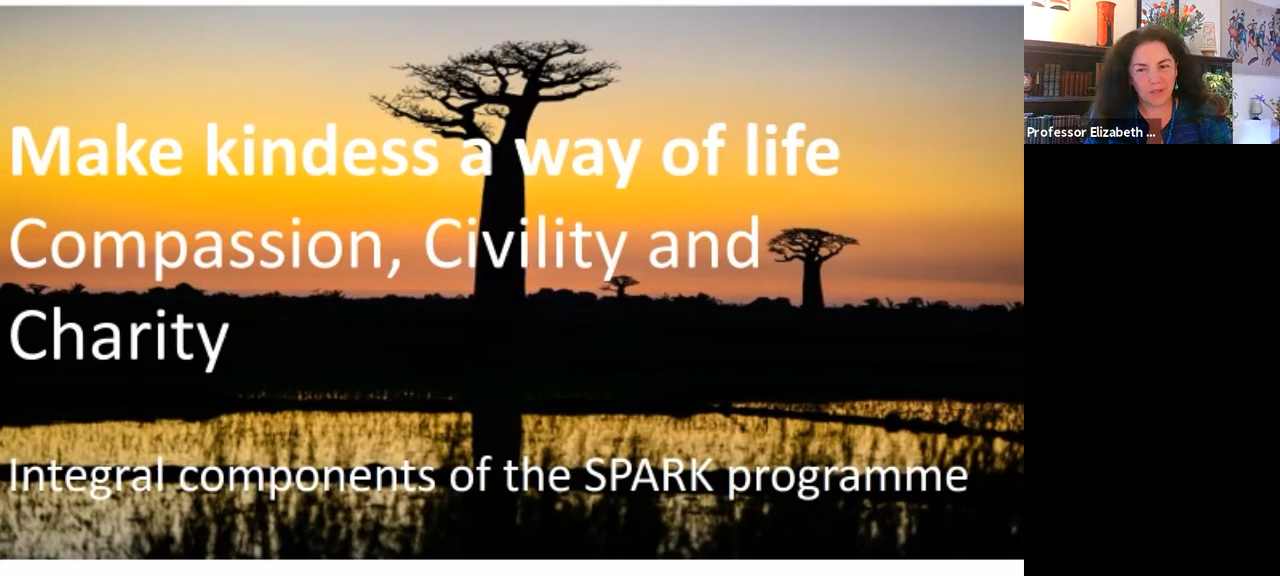 Make kindess a way of life
Compassion, Civility and
Charity
Integral components of the SPARK programme
Professor Elizabeth ...